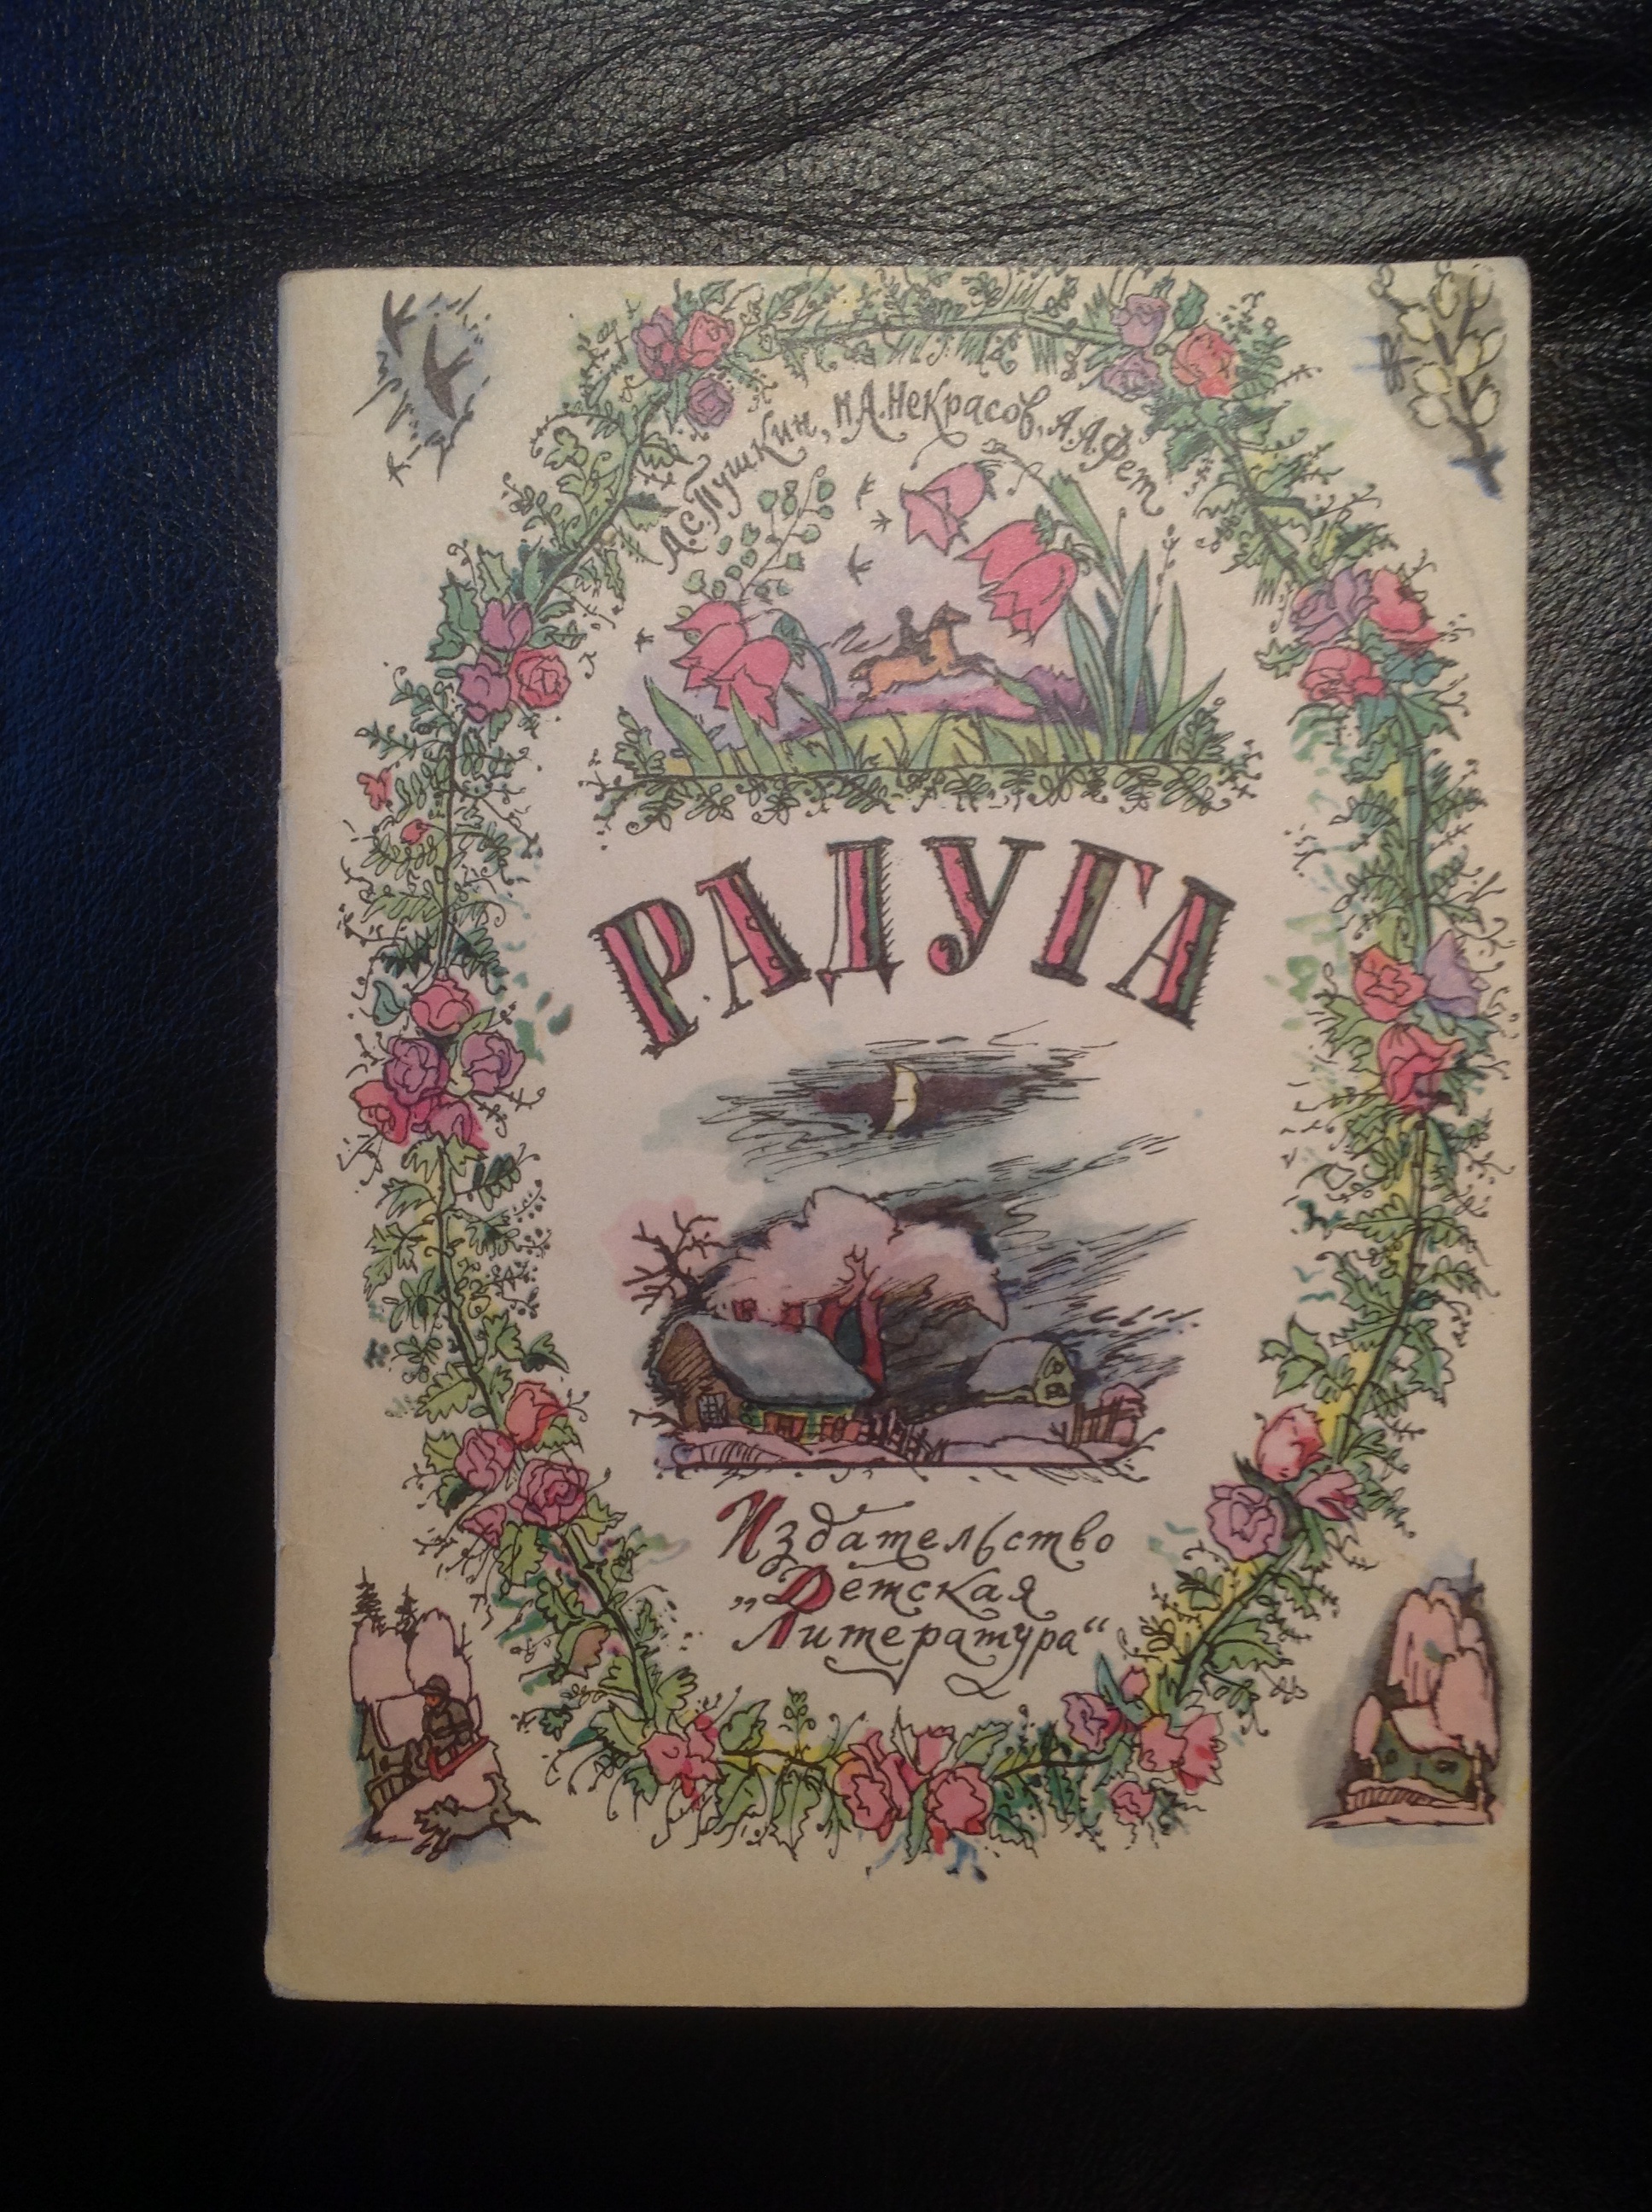 А.С. Пушкин, Н.А. Некрасов, А.А. Фет
РАДУГА
Издательство
„Детская
Литература“